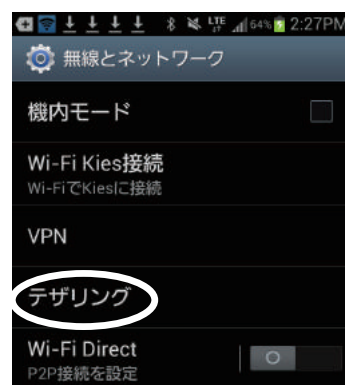 LTE 64% 2:27PM
無線とネットワーク
機内モード
Wi-Fi Kies接続
Wi-FiでKiesに接続
VPN
テザリング
Wi-Fi Direct
P2P接続を設定